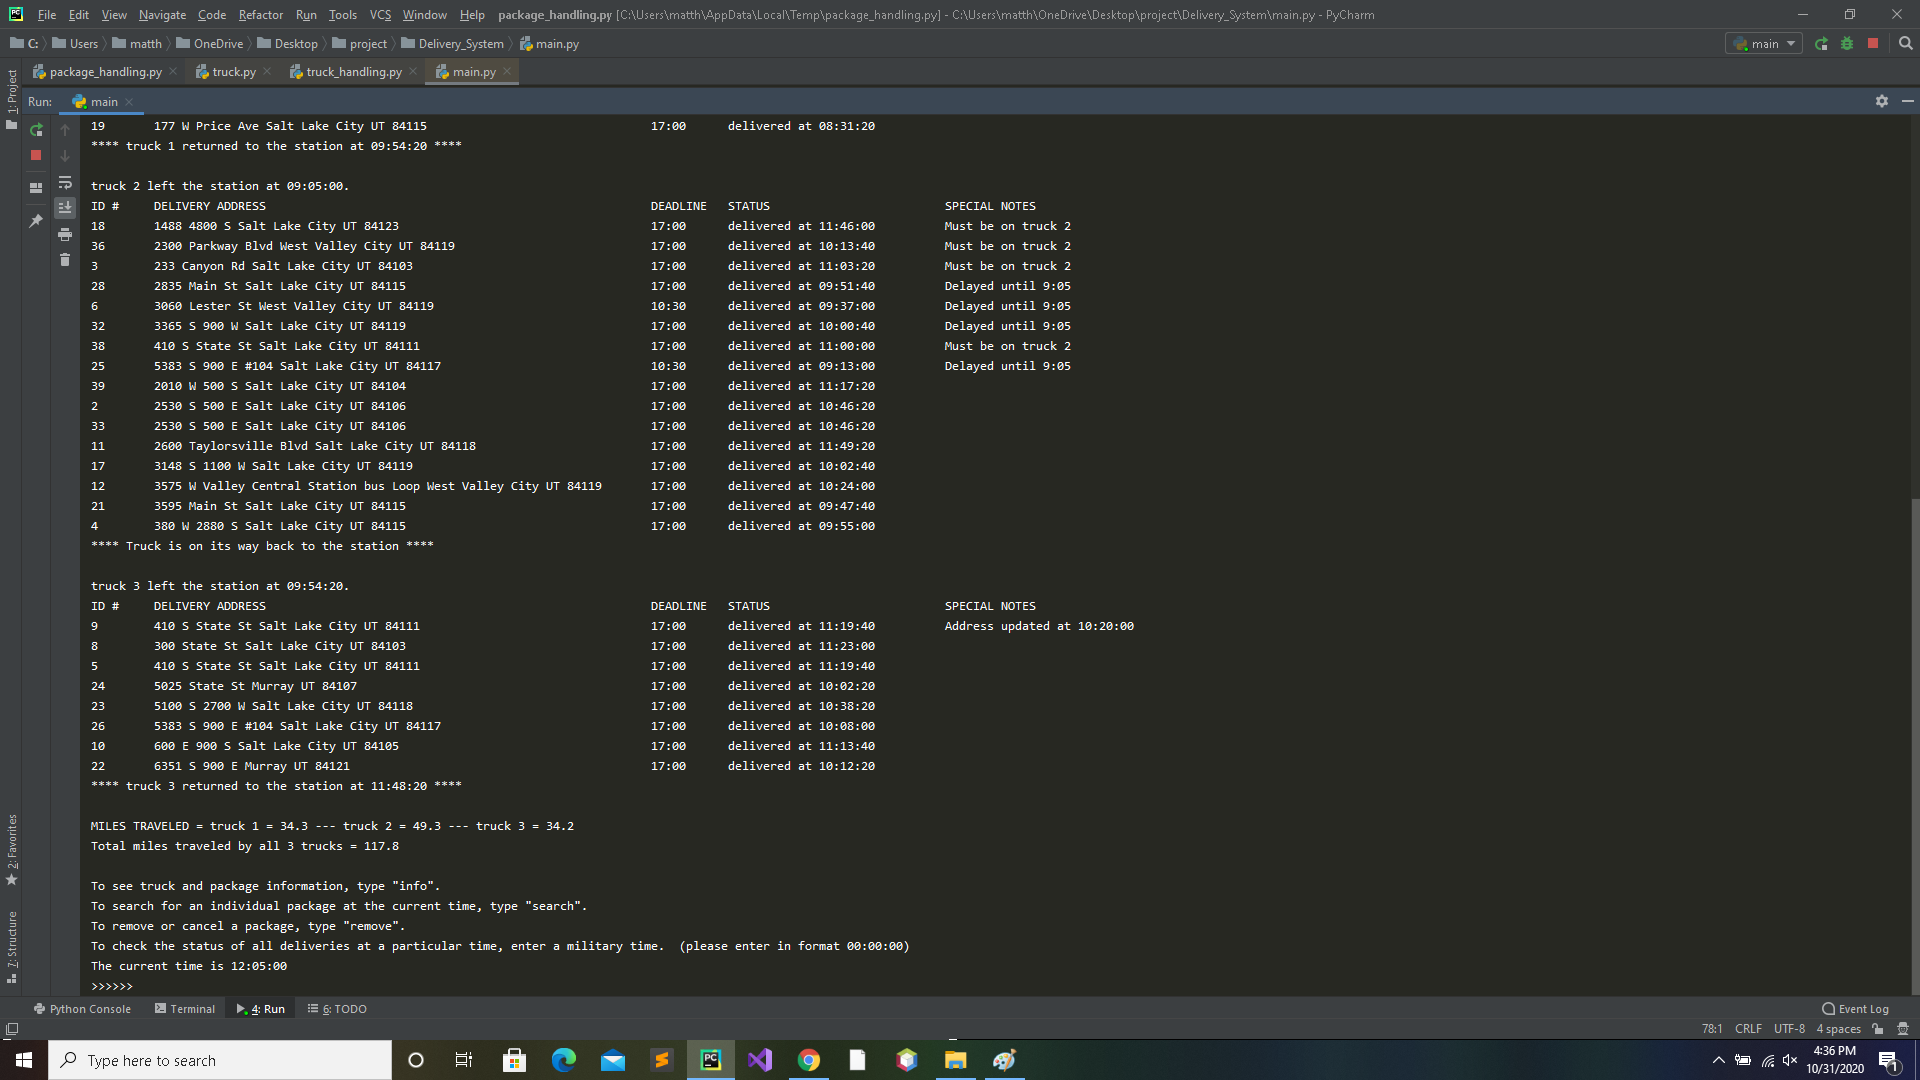 File Edit View Navigate Code Refactor Run Tools VCS Window Help package_handling.py [C:\Users\matth\AppData\Local\Temp\package_handling.py] - C:\Users\matth\OneDrive\Desktop\project\Delivery_System\main.py - PyCharm
C: Users matth OneDrive Desktop project Delivery_System main.py main
package_handling.py truck.py truck_handling.py main.py
1: Project
Run: main
19 177 W Price Ave Salt Lake City UT 84115 17:00 delivered at 08:31:20
**** truck 1 returned to the station at 09:54:20 ****
truck 2 left the station at 09:05:00.
ID # DELIVERY ADDRESS DEADLINE STATUS SPECIAL NOTES
18 1488 4800 S Salt Lake City UT 84123 17:00 delivered at 11:46:00 Must be on truck 2
36 2300 Parkway Blvd West Valley City UT 84119 17:00 delivered at 10:13:40 Must be on truck 2
3 233 Canyon Rd Salt Lake City UT 84103 17:00 delivered at 11:03:20 Must be on truck 2
28 2835 Main St Salt Lake City UT 84115 17:00 delivered at 09:51:40 Delayed until 9:05
6 3060 Lester St West Valley City UT 84119 10:30 delivered at 09:37:00 Delayed until 9:05
32 3365 S 900 W Salt Lake City UT 84119 17:00 delivered at 10:00:40 Delayed until 9:05
38 410 S State St Salt Lake City UT 84111 17:00 delivered at 11:00:00 Must be on truck 2
25 5383 S 900 E #104 Salt Lake City UT 84117 10:30 delivered at 09:13:00 Delayed until 9:05
39 2010 W 500 S Salt Lake City UT 84104 17:00 delivered at 11:17:20
2 2530 S 500 E Salt Lake City UT 84106 17:00 delivered at 10:46:20
33 2530 S 500 E Salt Lake City UT 84106 17:00 delivered at 10:46:20
11 2600 Taylorsville Blvd Salt Lake City UT 84118 17:00 delivered at 11:49:20
17 3148 S 1100 W Salt Lake City UT 84119 17:00 delivered at 10:02:40
12 3575 W Valley Central Station bus Loop West Valley City UT 84119 17:00 delivered at 10:24:00
21 3595 Main St Salt Lake City UT 84115 17:00 delivered at 09:47:40
4 380 W 2880 S Salt Lake City UT 84115 17:00 delivered at 09:55:00
**** Truck is on its way back to the station ****
truck 3 left the station at 09:54:20.
ID # DELIVERY ADDRESS DEADLINE STATUS SPECIAL NOTES
9 410 S State St Salt Lake City UT 84111 17:00 delivered at 11:19:40 Address updated at 10:20:00
8 300 State St Salt Lake City UT 84103 17:00 delivered at 11:23:00
5 410 S State St Salt Lake City UT 84111 17:00 delivered at 11:19:40
24 5025 State St Murray UT 84107 17:00 delivered at 10:02:20
23 5100 S 2700 W Salt Lake City UT 84118 17:00 delivered at 10:38:20
26 5383 S 900 E #104 Salt Lake City UT 84117 17:00 delivered at 10:08:00
10 600 E 900 S Salt Lake City UT 84105 17:00 delivered at 11:13:40
22 6351 S 900 E Murray UT 84121 17:00 delivered at 10:12:20
**** truck 3 returned to the station at 11:48:20 ****
MILES TRAVELED = truck 1 = 34.3 --- truck 2 = 49.3 --- truck 3 = 34.2
Total miles traveled by all 3 trucks = 117.8
To see truck and package information, type "info".
To search for an individual package at the current time, type "search".
To remove or cancel a package, type "remove".
To check the status of all deliveries at a particular time, enter a military time. (please enter in format 00:00:00)
The current time is 12:05:00
>>>>>>
2: Favorites
7: Structure
Python Console Terminal 4: Run 6: TODO Event Log
78:1 CRLF UTF-8 4 spaces
Type here to search
4:36 PM
10/31/2020
1